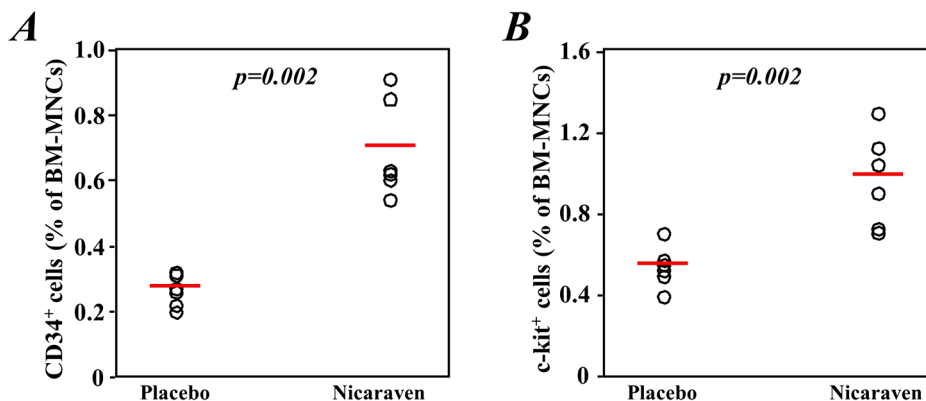 A
CD34+ cells (% of BM-MNCs)
1.0
0.8
0.6
0.4
0.2
0
p=0.002
Placebo Nicaraven
B
c-kit+ cells (% of BM-MNCs)
1.6
1.2
0.8
0.4
0
p=0.002
Placebo Nicaraven